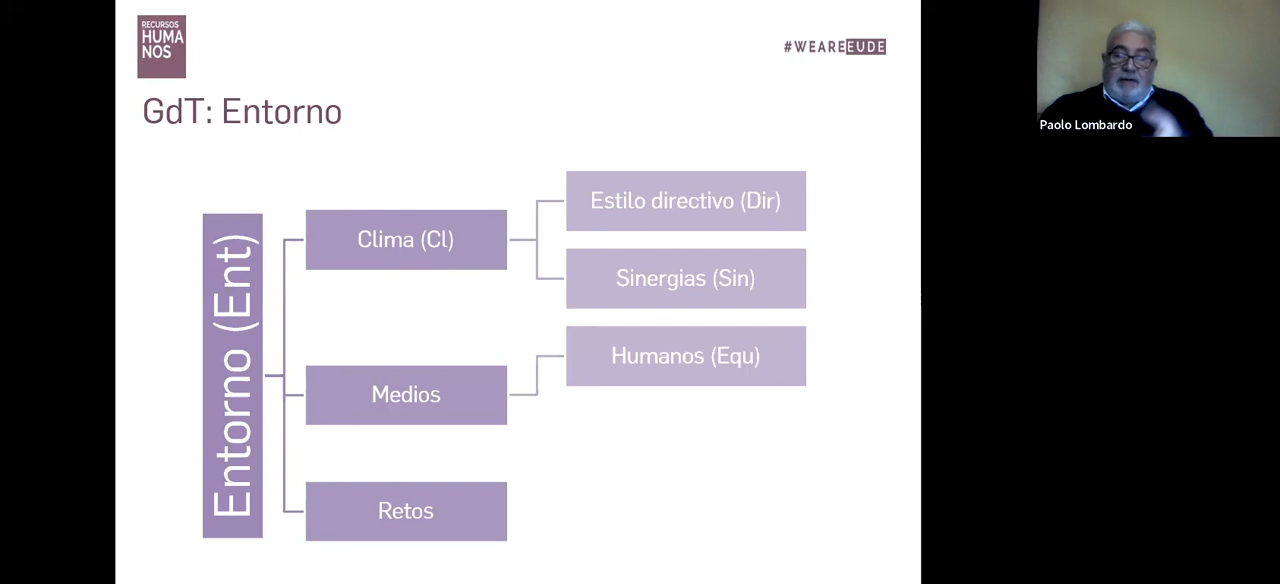 RECURSOS
HUMA
NOS
#WEAREEUDE
GdT: Entorno
Entorno (Ent)
Clima (Cl)
Estilo directivo (Dir)
Sinergias (Sin)
Medios
Humanos (Equ)
Retos
Paolo Lombardo